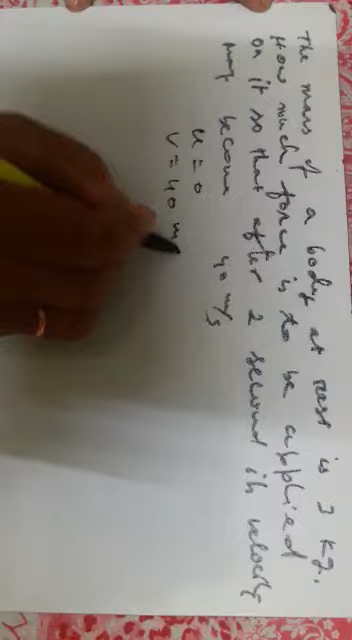 The mass of a body at rest is 3 kg.
How much force is to be applied
on it so that after 2 second its velocity
may become 40 m/s
u = 0
v = 40 m